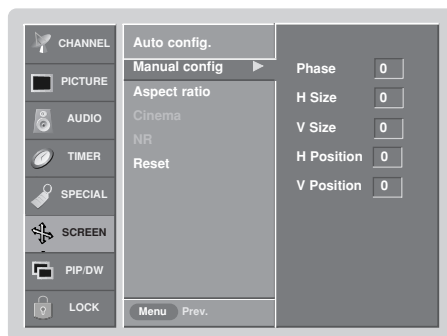 CHANNEL
PICTURE
AUDIO
TIMER
SPECIAL
SCREEN
PIP/DW
LOCK
Auto config.
Manual config
Aspect ratio
Cinema
NR
Reset
Menu Prev.
Phase 0
H Size 0
V Size 0
H Position 0
V Position 0